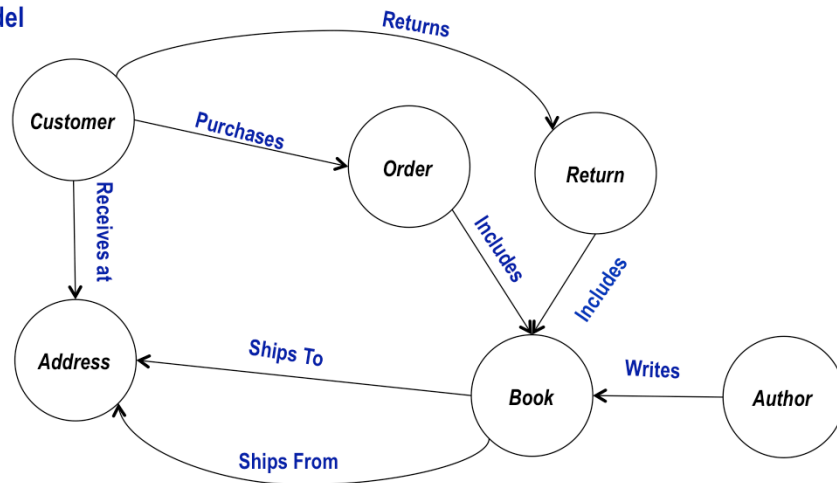 del
Returns
Customer
Purchases
Order
Return
Receives at
Includes
Includes
Address
Ships To
Book
Writes
Author
Ships From